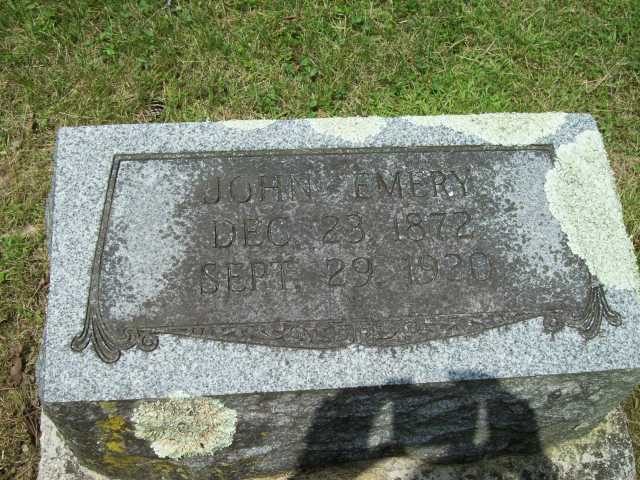 JOHN EMERY
DEC. 23, 1872
SEPT. 29, 1920